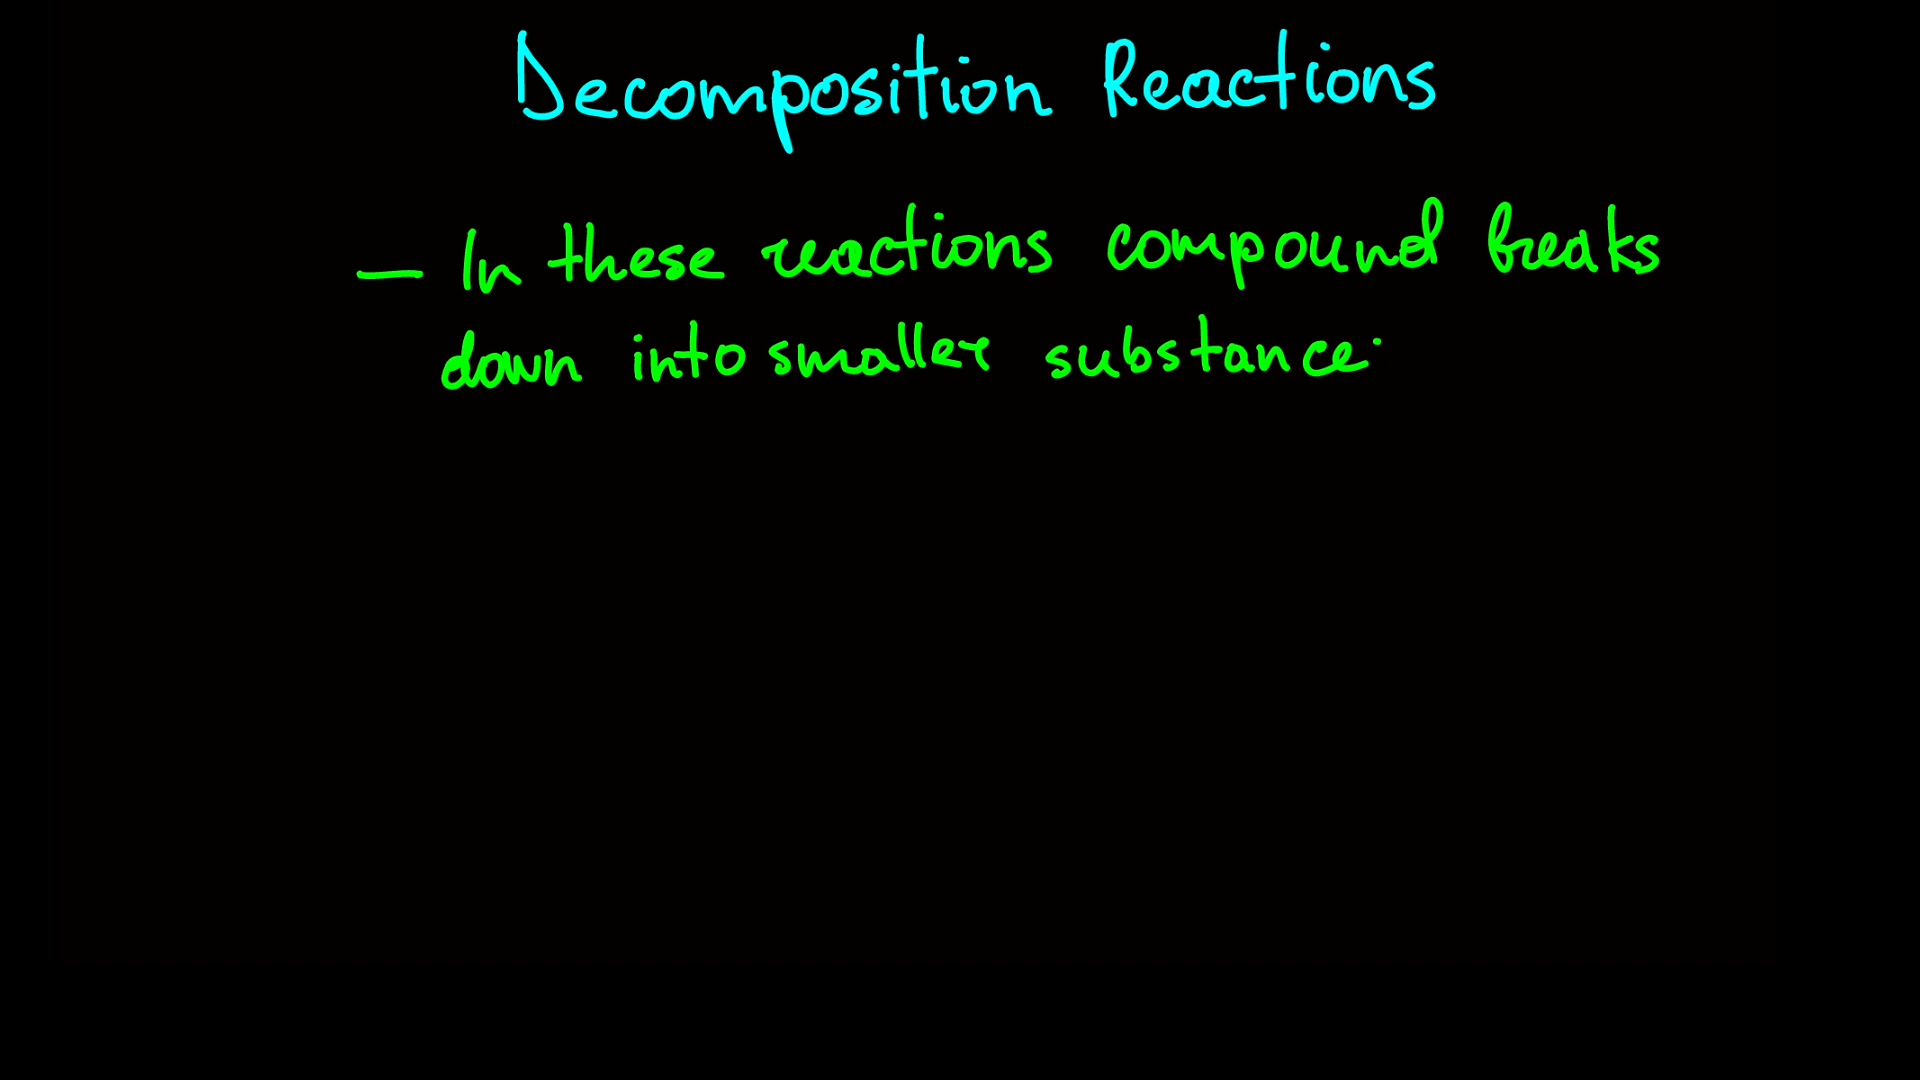 Decomposition Reactions
— In these reactions compound breaks
down into smaller substance.